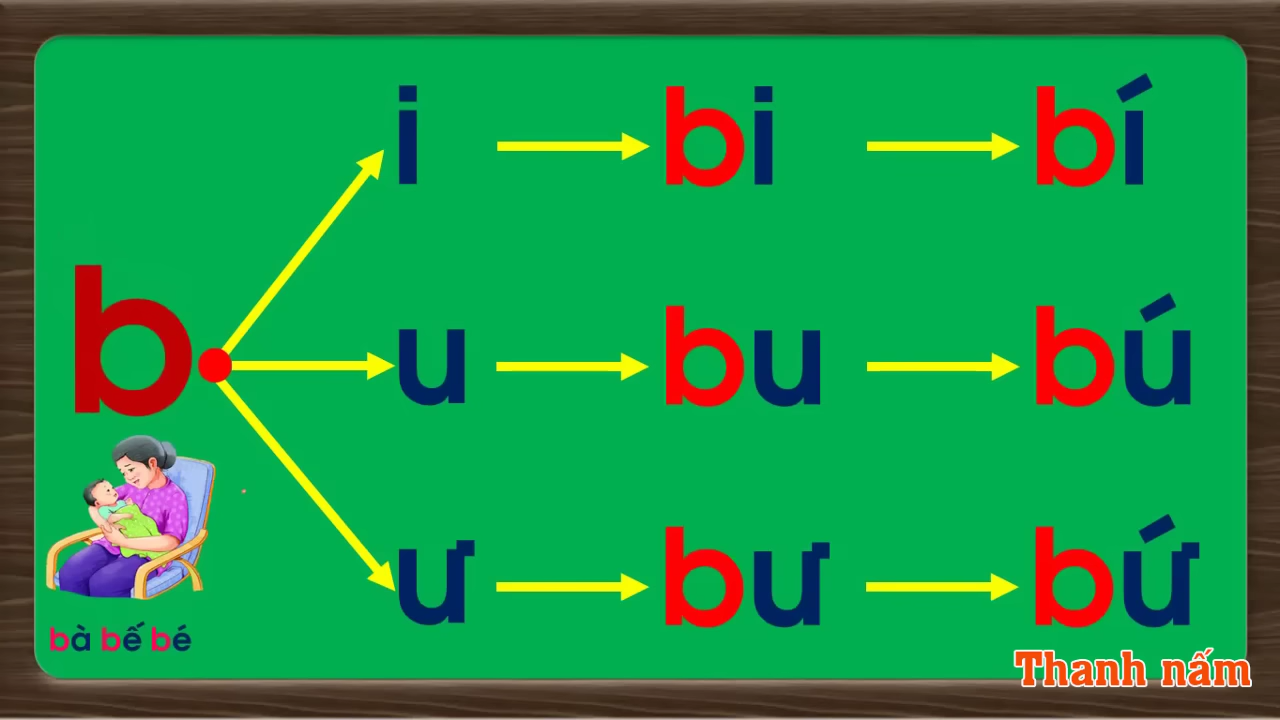 i bi bí
b u bu bú
ư bư bứ
bà bế bé
Thanh nấm